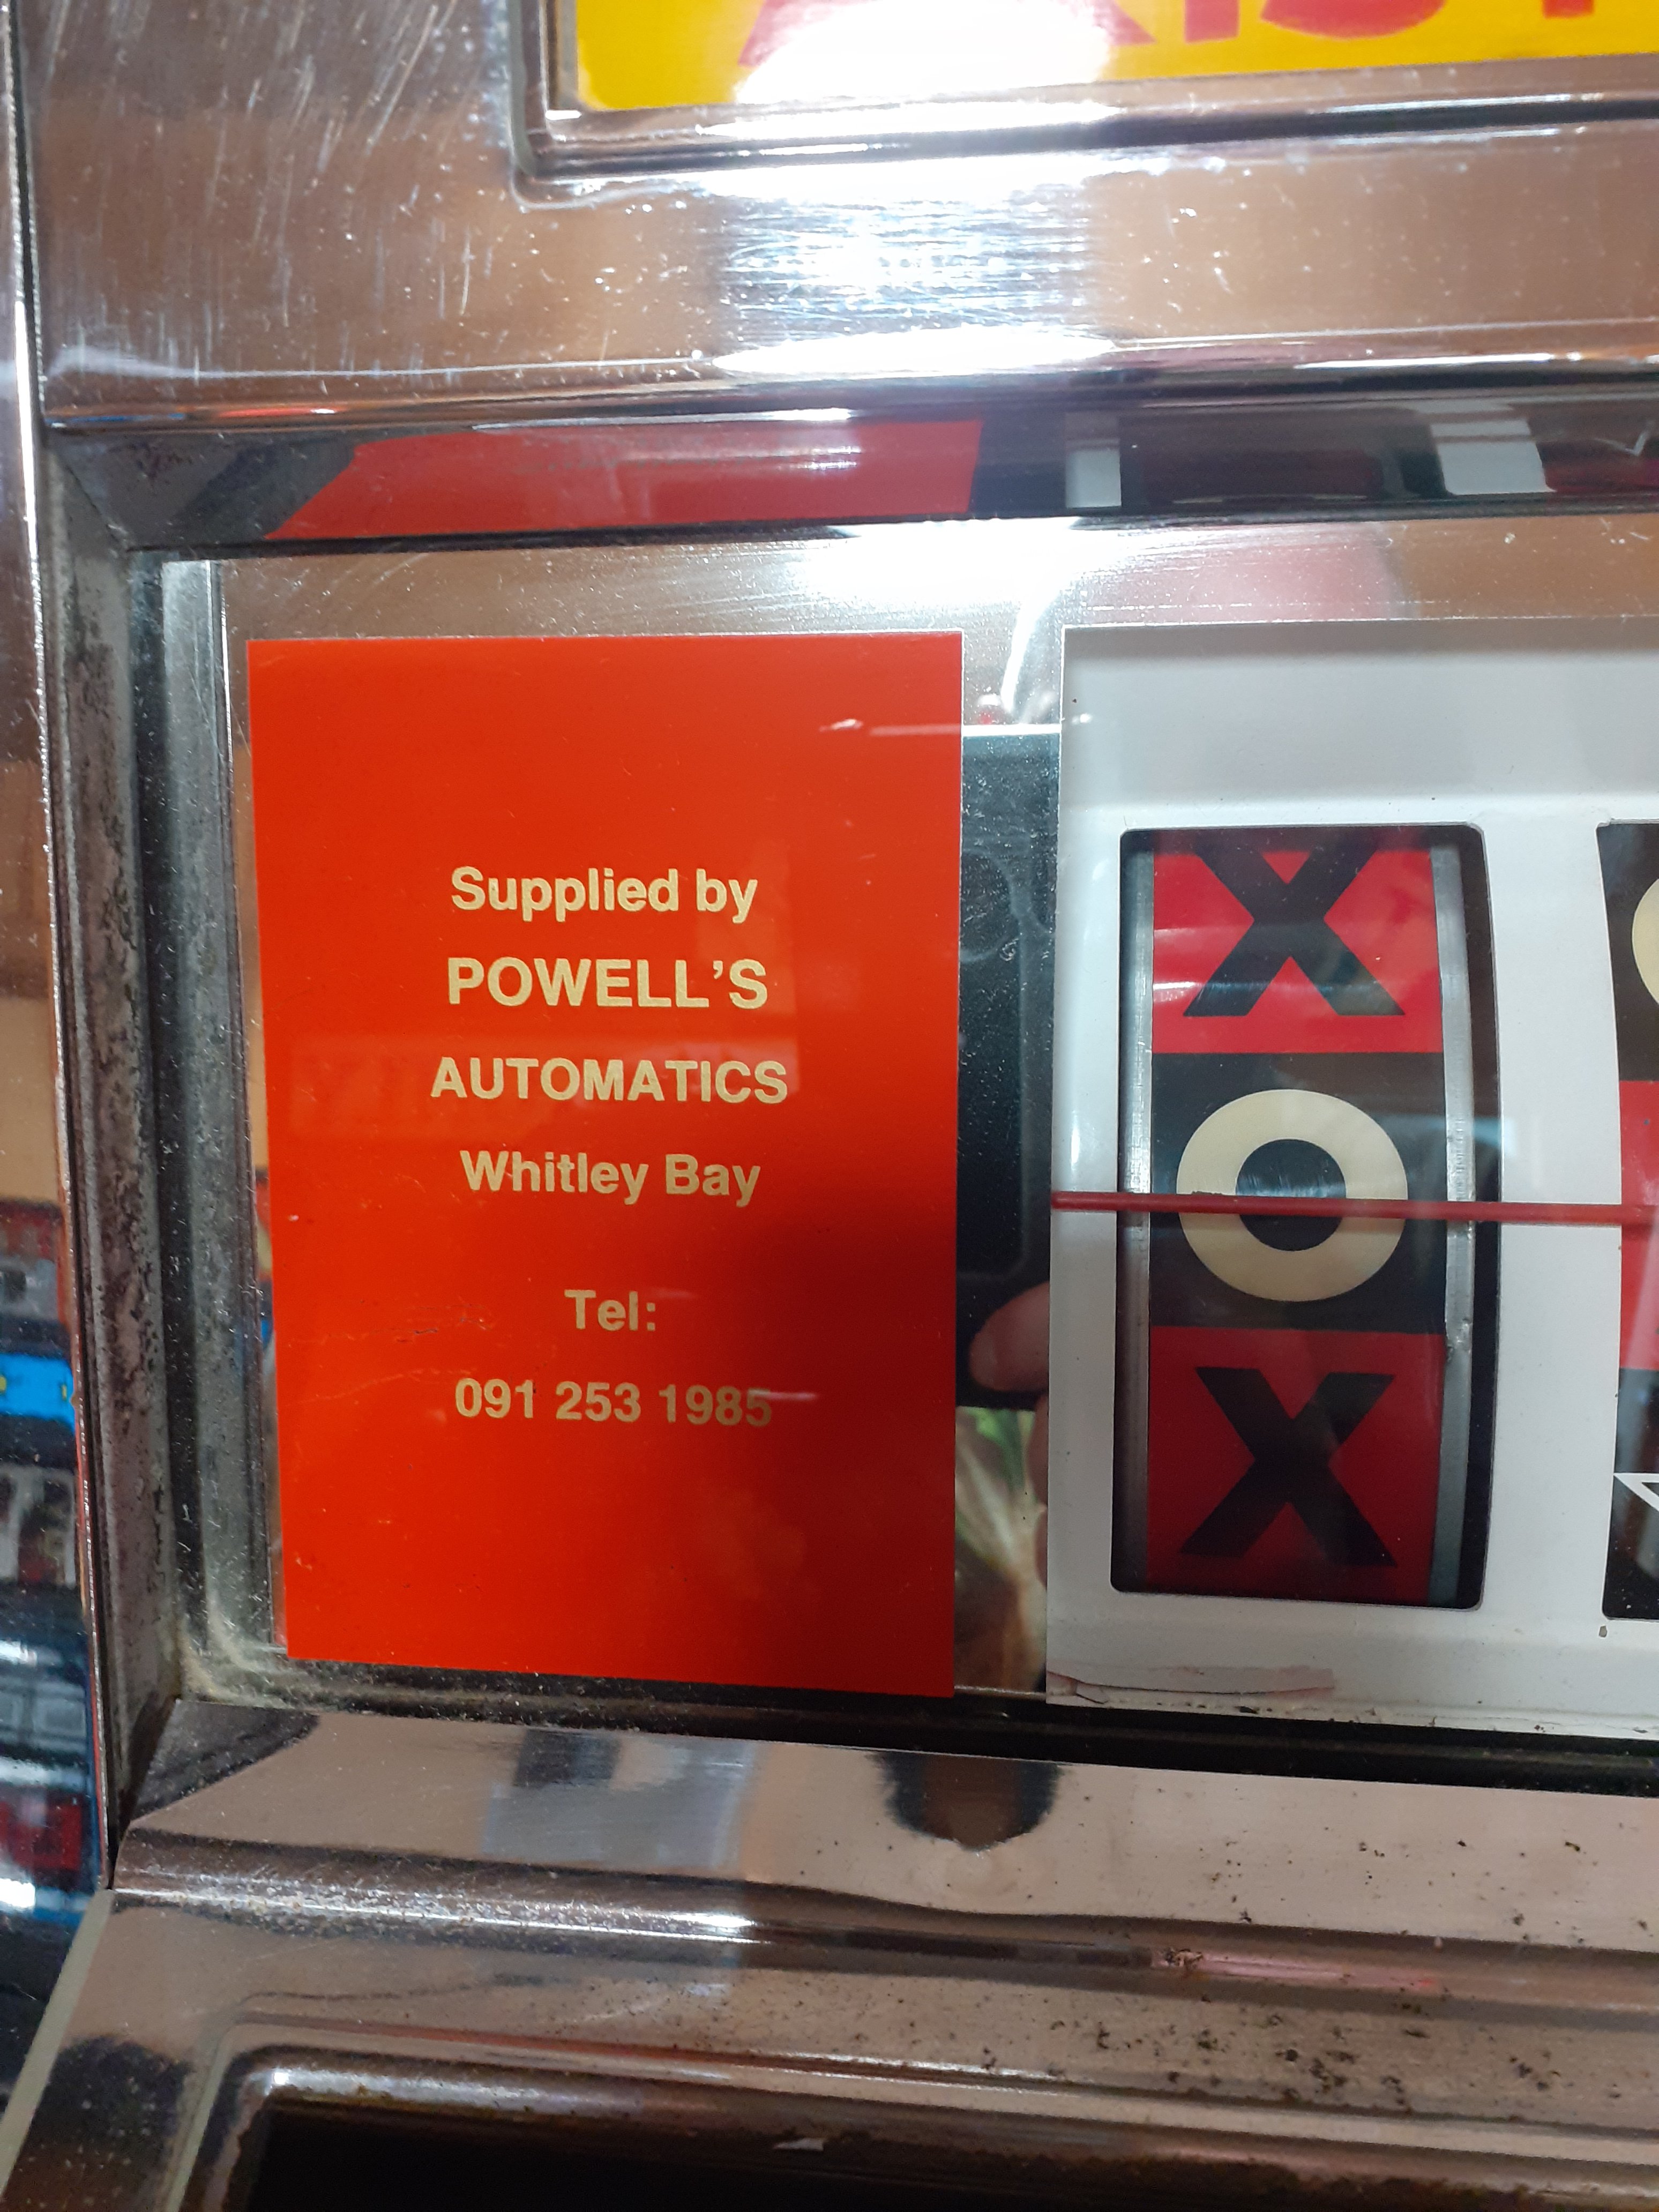 Supplied by
POWELL'S
AUTOMATICS
Whitley Bay
Tel:
091 253 1985
X
O
X